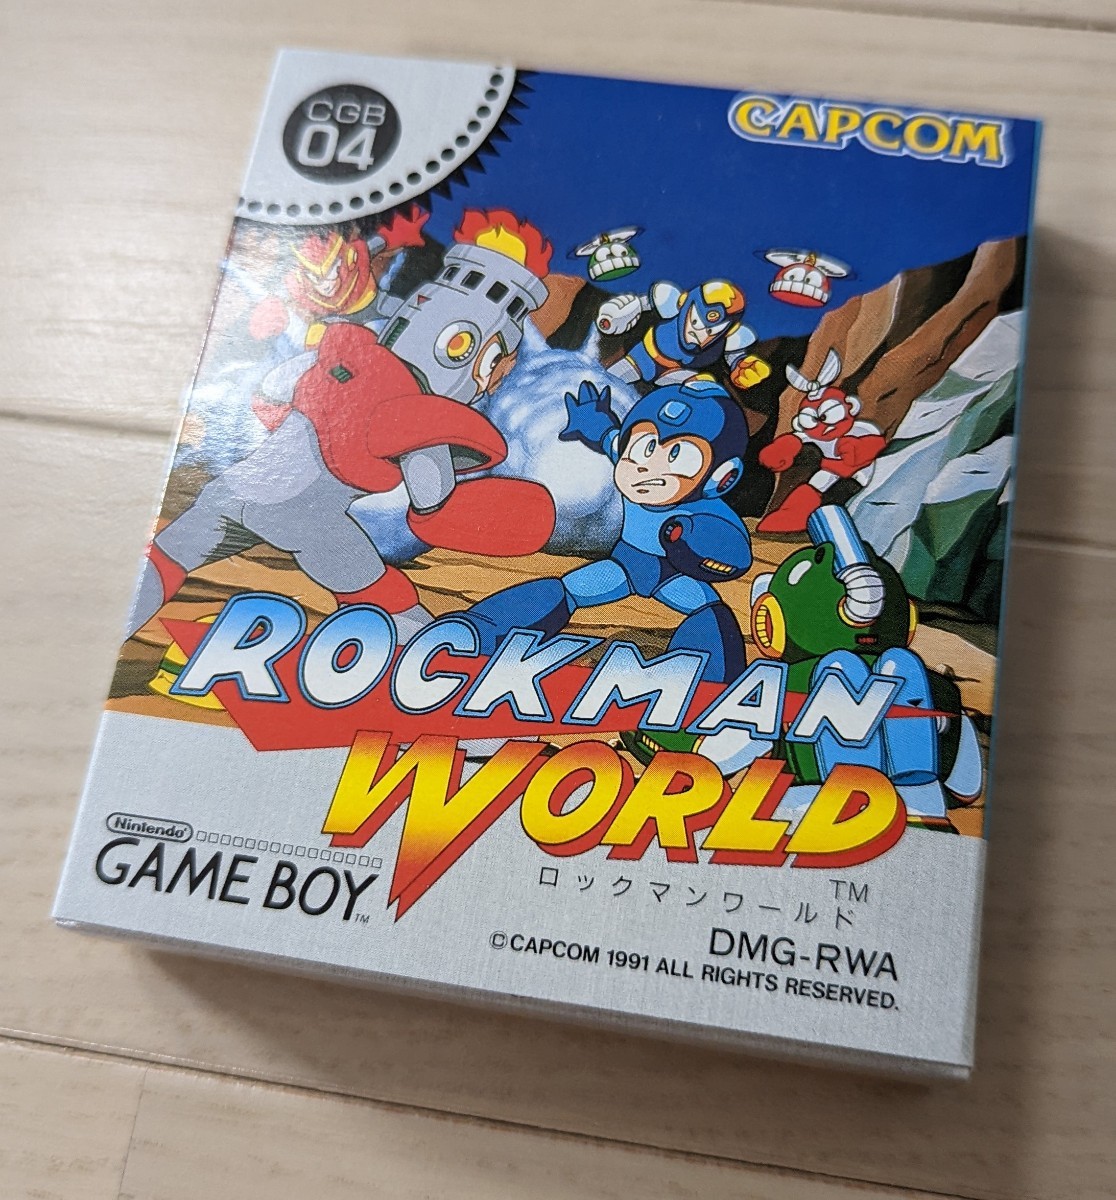 CGB
04
CAPCOM
ROCKMAN
WORLD
TM
ロックマンワールド
Nintendo
GAME BOY TM
DMG-RWA
©CAPCOM 1991 ALL RIGHTS RESERVED.